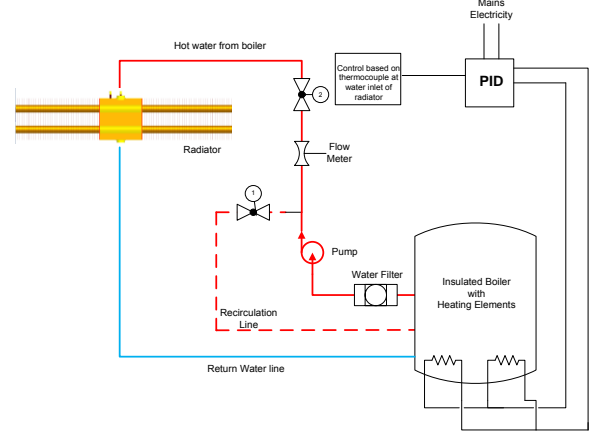 Mains
Electricity
Hot water from boiler
Control based on
thermocouple at
water inlet of
radiator
PID
2
Radiator
Flow
Meter
1
Pump
Water Filter
Insulated Boiler
with
Heating Elements
Recirculation
Line
Return Water line